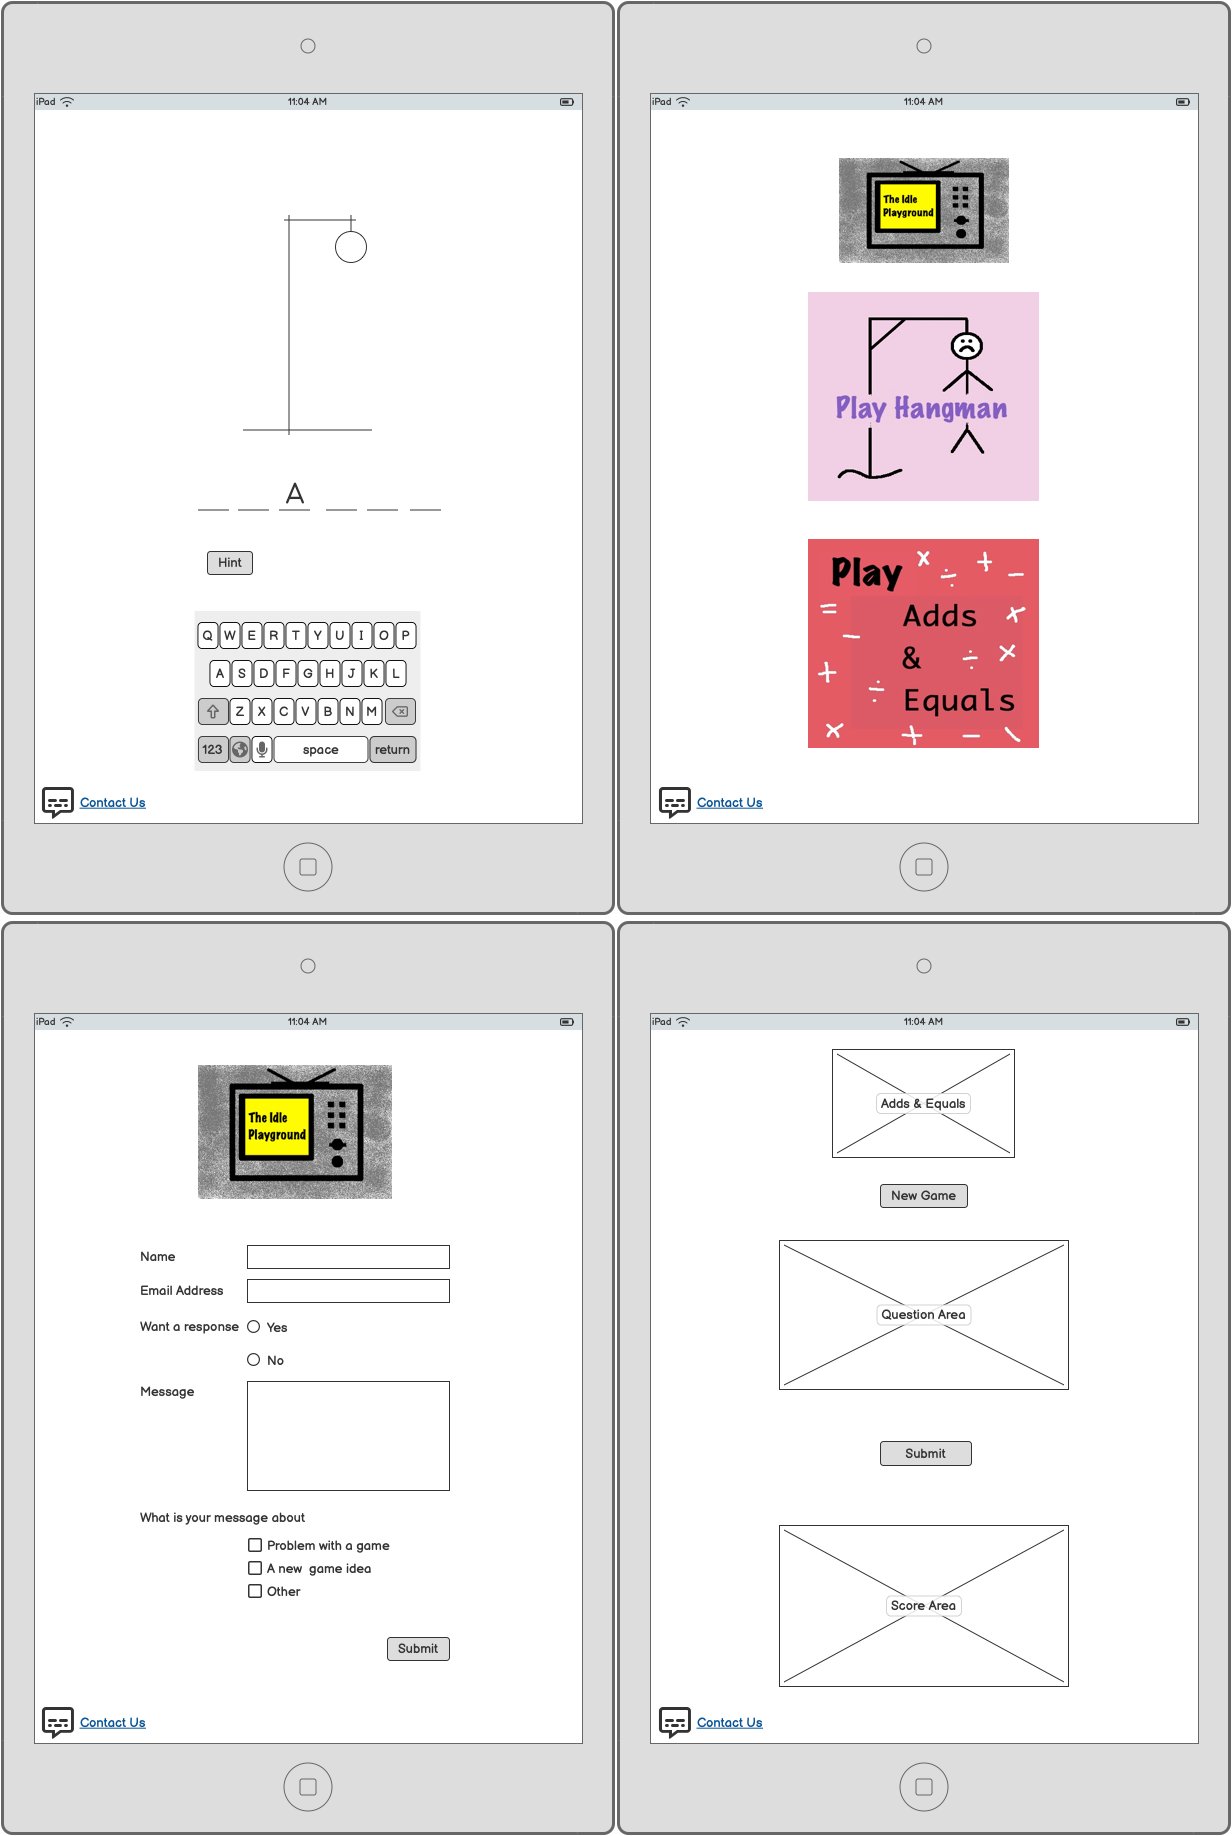 iPad 11:04 AM
A
Hint
Q W E R T Y U I O P
A S D F G H J K L
Z X C V B N M
123 space return
Contact Us
iPad 11:04 AM
The Idle
Playground
Play Hangman
Play
Adds
&
Equals
Contact Us
iPad 11:04 AM
The Idle
Playground
Name
Email Address
Want a response Yes
No
Message
What is your message about
Problem with a game
A new game idea
Other
Submit
Contact Us
iPad 11:04 AM
Adds & Equals
New Game
Question Area
Submit
Score Area
Contact Us